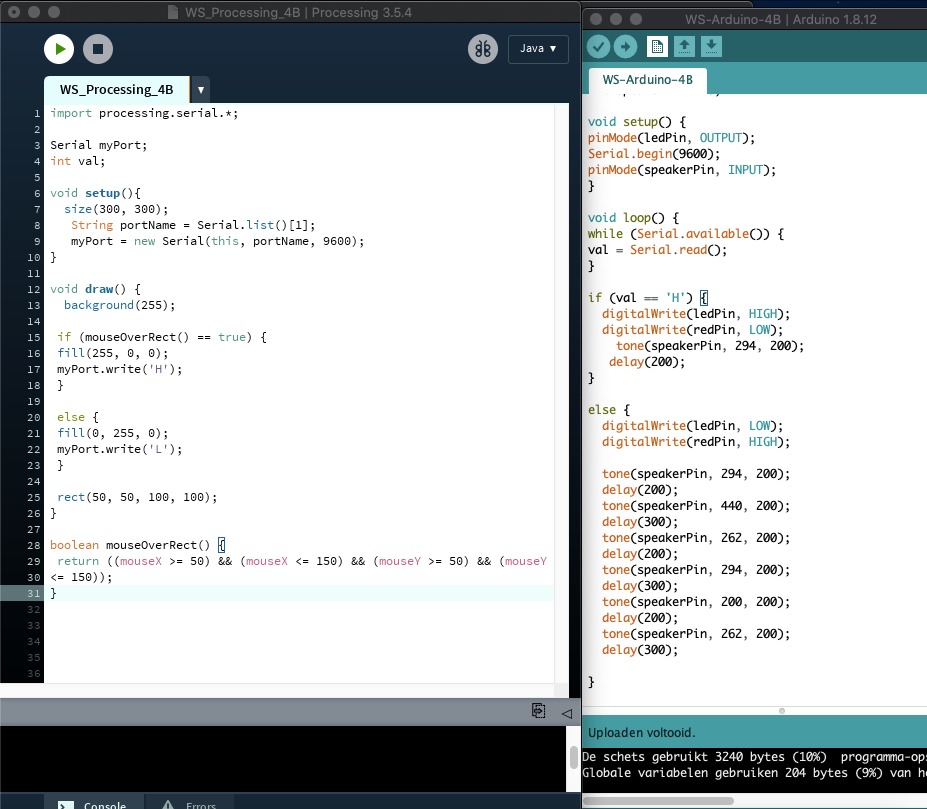 WS_Processing_4B | Processing 3.5.4
Java ▼
WS_Processing_4B ▼
1 import processing.serial.*;
2
3 Serial myPort;
4 int val;
5
6 void setup(){
7 size(300, 300);
8 String portName = Serial.list()[1];
9 myPort = new Serial(this, portName, 9600);
10 }
11
12 void draw() {
13 background(255);
14
15 if (mouseOverRect() == true) {
16 fill(255, 0, 0);
17 myPort.write('H');
18 }
19
20 else {
21 fill(0, 255, 0);
22 myPort.write('L');
23 }
24
25 rect(50, 50, 100, 100);
26 }
27
28 boolean mouseOverRect() {
29 return ((mouseX >= 50) && (mouseX <= 150) && (mouseY >= 50) && (mouseY
30 <= 150));
31 }
32
33
34
35
36
Console
Errors
WS-Arduino-4B | Arduino 1.8.12
WS-Arduino-4B
void setup() {
pinMode(ledPin, OUTPUT);
Serial.begin(9600);
pinMode(speakerPin, INPUT);
}
void loop() {
while (Serial.available()) {
val = Serial.read();
}
if (val == 'H') {
digitalWrite(ledPin, HIGH);
digitalWrite(redPin, LOW);
tone(speakerPin, 294, 200);
delay(200);
}
else {
digitalWrite(ledPin, LOW);
digitalWrite(redPin, HIGH);
tone(speakerPin, 294, 200);
delay(200);
tone(speakerPin, 440, 200);
delay(300);
tone(speakerPin, 262, 200);
delay(200);
tone(speakerPin, 294, 200);
delay(300);
tone(speakerPin, 200, 200);
delay(200);
tone(speakerPin, 262, 200);
delay(300);
}
Uploaden voltooid.
De schets gebruikt 3240 bytes (10%) programma-op
Globale variabelen gebruiken 204 bytes (9%) van h